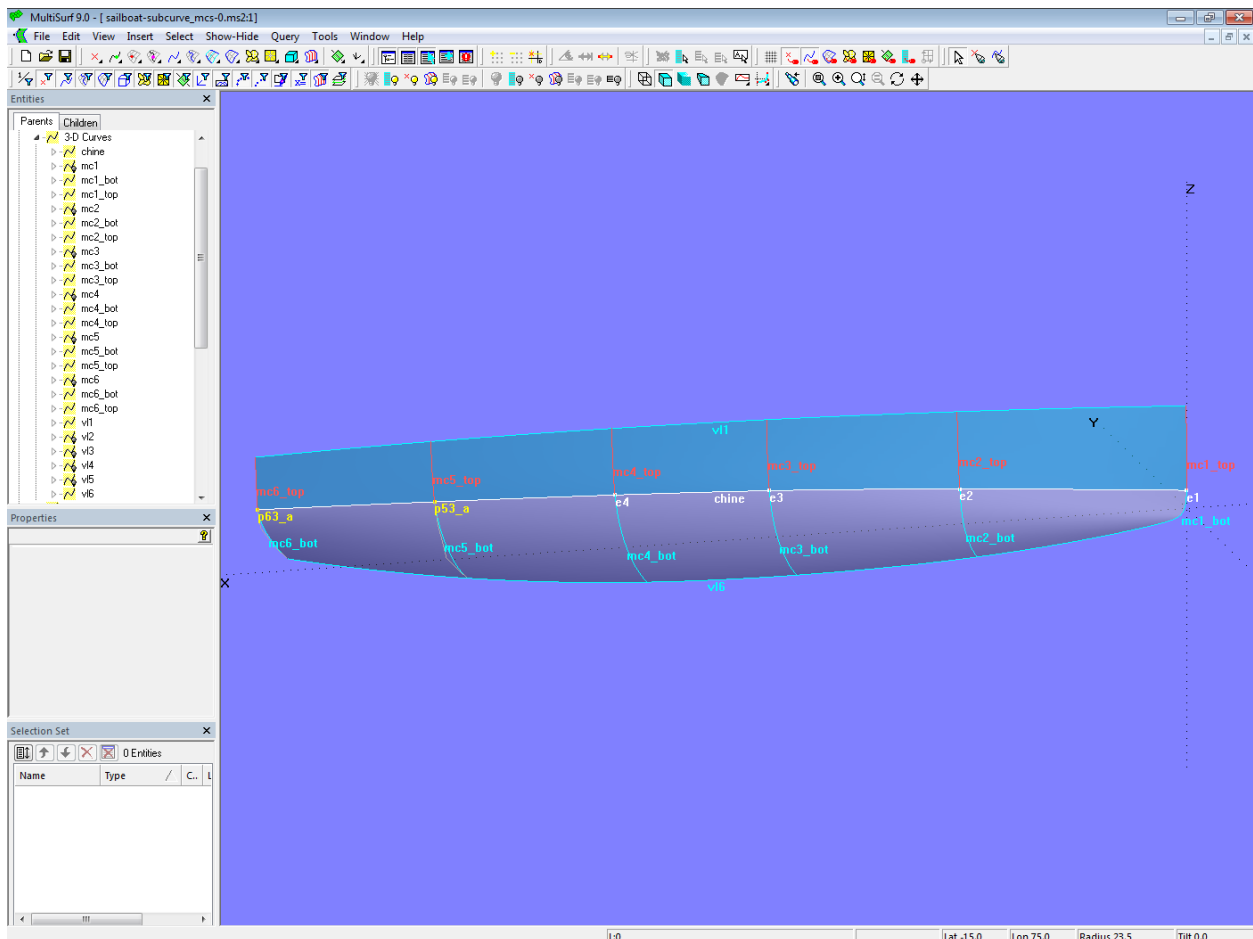 MultiSurf 9.0 - [ sailboat-subcurve_mcs-0.ms2:1]
File Edit View Insert Select Show-Hide Query Tools Window Help
Entities
Parents Children
3-D Curves
chine
mc1
mc1_bot
mc1_top
mc2
mc2_bot
mc2_top
mc3
mc3_bot
mc3_top
mc4
mc4_bot
mc4_top
mc5
mc5_bot
mc5_top
mc6
mc6_bot
mc6_top
vl1
vl2
vl3
vl4
vl5
vl6
Properties
Selection Set
0 Entities
Name Type / C.. L
Z
Y
vl1
mc6_top mc5_top mc4_top mc3_top mc2_top mc1_top
p63_a p53_a e4 e3 chine e2 e1
mc6_bot mc5_bot mc4_bot mc3_bot mc2_bot mc1_bot
X
vl6
L:0 Lat -15.0 Lon 75.0 Radius 23.5 Tilt 0.0